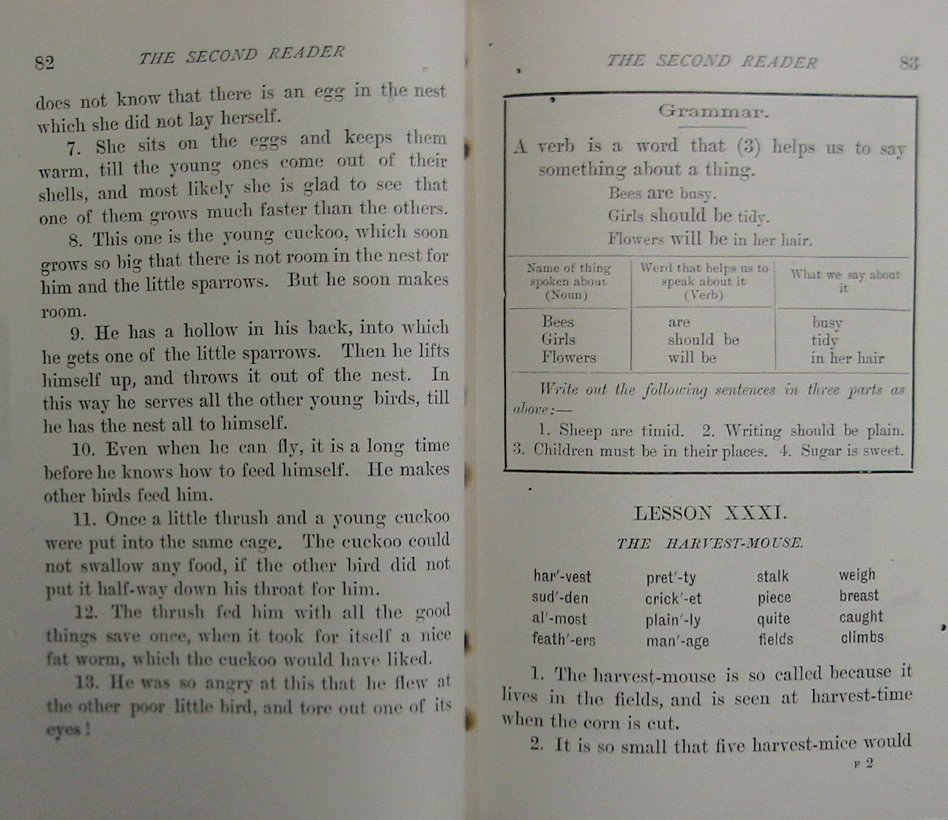 82 THE SECOND READER
does not know that there is an egg in the nest
which she did not lay herself.
7. She sits on the eggs and keeps them
warm, till the young ones come out of their
shells, and most likely she is glad to see that
one of them grows much faster than the others.
8. This one is the young cuckoo, which soon
grows so big that there is not room in the nest for
him and the little sparrows. But he soon makes
room.
9. He has a hollow in his back, into which
he gets one of the little sparrows. Then he lifts
himself up, and throws it out of the nest. In
this way he serves all the other young birds, till
he has the nest all to himself.
10. Even when he can fly, it is a long time
before he knows how to feed himself. He makes
other birds feed him.
11. Once a little thrush and a young cuckoo
were put into the same cage. The cuckoo could
not swallow any food, if the other bird did not
put it half-way down his throat for him.
12. The thrush fed him with all the good
things save once, when it took for itself a nice
fat worm, which the cuckoo would have liked.
13. He was so angry at this that he flew at
the other poor little bird, and tore out one of its
eyes!
THE SECOND READER 83
Grammar.
A verb is a word that (3) helps us to say
something about a thing.
Bees are busy.
Girls should be tidy.
Flowers will be in her hair.
Name of thing spoken about (Noun) | Word that helps us to speak about it (Verb) | What we say about it
Bees are busy
Girls should be tidy
Flowers will be in her hair
Write out the following sentences in three parts as
above:—
1. Sheep are timid. 2. Writing should be plain.
3. Children must be in their places. 4. Sugar is sweet.
LESSON XXXI.
THE HARVEST-MOUSE.
har'-vest pret'-ty stalk weigh
sud'-den crick'-et piece breast
al'-most plain'-ly quite caught
feath'-ers man'-age fields climbs
1. The harvest-mouse is so called because it
lives in the fields, and is seen at harvest-time
when the corn is cut.
2. It is so small that five harvest-mice would
F 2